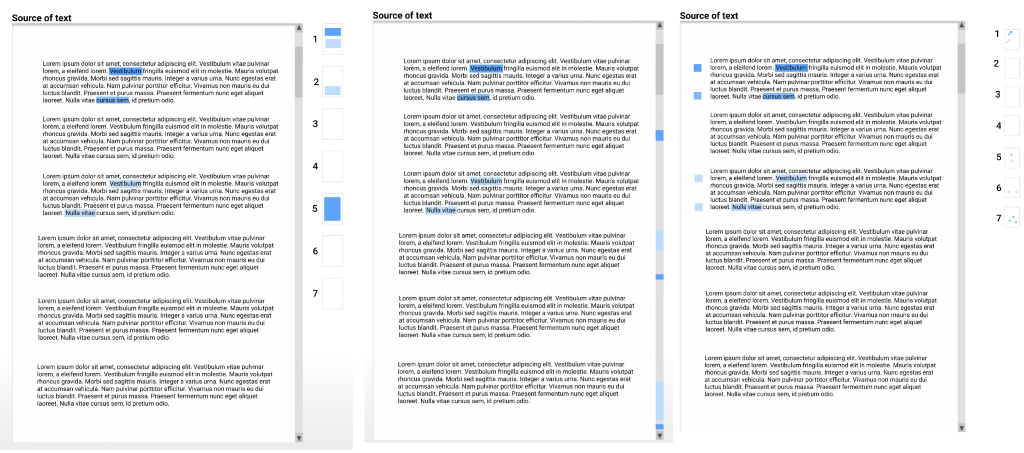 Source of text
Lorem ipsum dolor sit amet, consectetur adipiscing elit. Vestibulum vitae pulvinar
lorem, a eleifend lorem. Vestibulum fringilla euismod elit in molestie. Mauris volutpat
rhoncus gravida. Morbi sed sagittis mauris. Integer a varius urna. Nunc egestas erat
at accumsan vehicula. Nam pulvinar porttitor efficitur. Vivamus non mauris eu dui
luctus blandit. Praesent et purus massa. Praesent fermentum nunc eget aliquet
laoreet. Nulla vitae cursus sem, id pretium odio.
Lorem ipsum dolor sit amet, consectetur adipiscing elit. Vestibulum vitae pulvinar
lorem, a eleifend lorem. Vestibulum fringilla euismod elit in molestie. Mauris volutpat
rhoncus gravida. Morbi sed sagittis mauris. Integer a varius urna. Nunc egestas erat
at accumsan vehicula. Nam pulvinar porttitor efficitur. Vivamus non mauris eu dui
luctus blandit. Praesent et purus massa. Praesent fermentum nunc eget aliquet
laoreet. Nulla vitae cursus sem, id pretium odio.
Lorem ipsum dolor sit amet, consectetur adipiscing elit. Vestibulum vitae pulvinar
lorem, a eleifend lorem. Vestibulum fringilla euismod elit in molestie. Mauris volutpat
rhoncus gravida. Morbi sed sagittis mauris. Integer a varius urna. Nunc egestas erat
at accumsan vehicula. Nam pulvinar porttitor efficitur. Vivamus non mauris eu dui
luctus blandit. Praesent et purus massa. Praesent fermentum nunc eget aliquet
laoreet. Nulla vitae cursus sem, id pretium odio.
Lorem ipsum dolor sit amet, consectetur adipiscing elit. Vestibulum vitae pulvinar
lorem, a eleifend lorem. Vestibulum fringilla euismod elit in molestie. Mauris volutpat
rhoncus gravida. Morbi sed sagittis mauris. Integer a varius urna. Nunc egestas erat
at accumsan vehicula. Nam pulvinar porttitor efficitur. Vivamus non mauris eu dui
luctus blandit. Praesent et purus massa. Praesent fermentum nunc eget aliquet
laoreet. Nulla vitae cursus sem, id pretium odio.
Lorem ipsum dolor sit amet, consectetur adipiscing elit. Vestibulum vitae pulvinar
lorem, a eleifend lorem. Vestibulum fringilla euismod elit in molestie. Mauris volutpat
rhoncus gravida. Morbi sed sagittis mauris. Integer a varius urna. Nunc egestas erat
at accumsan vehicula. Nam pulvinar porttitor efficitur. Vivamus non mauris eu dui
luctus blandit. Praesent et purus massa. Praesent fermentum nunc eget aliquet
laoreet. Nulla vitae cursus sem, id pretium odio.
Lorem ipsum dolor sit amet, consectetur adipiscing elit. Vestibulum vitae pulvinar
lorem, a eleifend lorem. Vestibulum fringilla euismod elit in molestie. Mauris volutpat
rhoncus gravida. Morbi sed sagittis mauris. Integer a varius urna. Nunc egestas erat
at accumsan vehicula. Nam pulvinar porttitor efficitur. Vivamus non mauris eu dui
luctus blandit. Praesent et purus massa. Praesent fermentum nunc eget aliquet
laoreet. Nulla vitae cursus sem, id pretium odio.
1
2
3
4
5
6
7
Source of text
Lorem ipsum dolor sit amet, consectetur adipiscing elit. Vestibulum vitae pulvinar
lorem, a eleifend lorem. Vestibulum fringilla euismod elit in molestie. Mauris volutpat
rhoncus gravida. Morbi sed sagittis mauris. Integer a varius urna. Nunc egestas erat
at accumsan vehicula. Nam pulvinar porttitor efficitur. Vivamus non mauris eu dui
luctus blandit. Praesent et purus massa. Praesent fermentum nunc eget aliquet
laoreet. Nulla vitae cursus sem, id pretium odio.
Lorem ipsum dolor sit amet, consectetur adipiscing elit. Vestibulum vitae pulvinar
lorem, a eleifend lorem. Vestibulum fringilla euismod elit in molestie. Mauris volutpat
rhoncus gravida. Morbi sed sagittis mauris. Integer a varius urna. Nunc egestas erat
at accumsan vehicula. Nam pulvinar porttitor efficitur. Vivamus non mauris eu dui
luctus blandit. Praesent et purus massa. Praesent fermentum nunc eget aliquet
laoreet. Nulla vitae cursus sem, id pretium odio.
Lorem ipsum dolor sit amet, consectetur adipiscing elit. Vestibulum vitae pulvinar
lorem, a eleifend lorem. Vestibulum fringilla euismod elit in molestie. Mauris volutpat
rhoncus gravida. Morbi sed sagittis mauris. Integer a varius urna. Nunc egestas erat
at accumsan vehicula. Nam pulvinar porttitor efficitur. Vivamus non mauris eu dui
luctus blandit. Praesent et purus massa. Praesent fermentum nunc eget aliquet
laoreet. Nulla vitae cursus sem, id pretium odio.
Lorem ipsum dolor sit amet, consectetur adipiscing elit. Vestibulum vitae pulvinar
lorem, a eleifend lorem. Vestibulum fringilla euismod elit in molestie. Mauris volutpat
rhoncus gravida. Morbi sed sagittis mauris. Integer a varius urna. Nunc egestas erat
at accumsan vehicula. Nam pulvinar porttitor efficitur. Vivamus non mauris eu dui
luctus blandit. Praesent et purus massa. Praesent fermentum nunc eget aliquet
laoreet. Nulla vitae cursus sem, id pretium odio.
Lorem ipsum dolor sit amet, consectetur adipiscing elit. Vestibulum vitae pulvinar
lorem, a eleifend lorem. Vestibulum fringilla euismod elit in molestie. Mauris volutpat
rhoncus gravida. Morbi sed sagittis mauris. Integer a varius urna. Nunc egestas erat
at accumsan vehicula. Nam pulvinar porttitor efficitur. Vivamus non mauris eu dui
luctus blandit. Praesent et purus massa. Praesent fermentum nunc eget aliquet
laoreet. Nulla vitae cursus sem, id pretium odio.
Lorem ipsum dolor sit amet, consectetur adipiscing elit. Vestibulum vitae pulvinar
lorem, a eleifend lorem. Vestibulum fringilla euismod elit in molestie. Mauris volutpat
rhoncus gravida. Morbi sed sagittis mauris. Integer a varius urna. Nunc egestas erat
at accumsan vehicula. Nam pulvinar porttitor efficitur. Vivamus non mauris eu dui
luctus blandit. Praesent et purus massa. Praesent fermentum nunc eget aliquet
laoreet. Nulla vitae cursus sem, id pretium odio.
Source of text
Lorem ipsum dolor sit amet, consectetur adipiscing elit. Vestibulum vitae pulvinar
lorem, a eleifend lorem. Vestibulum fringilla euismod elit in molestie. Mauris volutpat
rhoncus gravida. Morbi sed sagittis mauris. Integer a varius urna. Nunc egestas erat
at accumsan vehicula. Nam pulvinar porttitor efficitur. Vivamus non mauris eu dui
luctus blandit. Praesent et purus massa. Praesent fermentum nunc eget aliquet
laoreet. Nulla vitae cursus sem, id pretium odio.
Lorem ipsum dolor sit amet, consectetur adipiscing elit. Vestibulum vitae pulvinar
lorem, a eleifend lorem. Vestibulum fringilla euismod elit in molestie. Mauris volutpat
rhoncus gravida. Morbi sed sagittis mauris. Integer a varius urna. Nunc egestas erat
at accumsan vehicula. Nam pulvinar porttitor efficitur. Vivamus non mauris eu dui
luctus blandit. Praesent et purus massa. Praesent fermentum nunc eget aliquet
laoreet. Nulla vitae cursus sem, id pretium odio.
Lorem ipsum dolor sit amet, consectetur adipiscing elit. Vestibulum vitae pulvinar
lorem, a eleifend lorem. Vestibulum fringilla euismod elit in molestie. Mauris volutpat
rhoncus gravida. Morbi sed sagittis mauris. Integer a varius urna. Nunc egestas erat
at accumsan vehicula. Nam pulvinar porttitor efficitur. Vivamus non mauris eu dui
luctus blandit. Praesent et purus massa. Praesent fermentum nunc eget aliquet
laoreet. Nulla vitae cursus sem, id pretium odio.
Lorem ipsum dolor sit amet, consectetur adipiscing elit. Vestibulum vitae pulvinar
lorem, a eleifend lorem. Vestibulum fringilla euismod elit in molestie. Mauris volutpat
rhoncus gravida. Morbi sed sagittis mauris. Integer a varius urna. Nunc egestas erat
at accumsan vehicula. Nam pulvinar porttitor efficitur. Vivamus non mauris eu dui
luctus blandit. Praesent et purus massa. Praesent fermentum nunc eget aliquet
laoreet. Nulla vitae cursus sem, id pretium odio.
Lorem ipsum dolor sit amet, consectetur adipiscing elit. Vestibulum vitae pulvinar
lorem, a eleifend lorem. Vestibulum fringilla euismod elit in molestie. Mauris volutpat
rhoncus gravida. Morbi sed sagittis mauris. Integer a varius urna. Nunc egestas erat
at accumsan vehicula. Nam pulvinar porttitor efficitur. Vivamus non mauris eu dui
luctus blandit. Praesent et purus massa. Praesent fermentum nunc eget aliquet
laoreet. Nulla vitae cursus sem, id pretium odio.
Lorem ipsum dolor sit amet, consectetur adipiscing elit. Vestibulum vitae pulvinar
lorem, a eleifend lorem. Vestibulum fringilla euismod elit in molestie. Mauris volutpat
rhoncus gravida. Morbi sed sagittis mauris. Integer a varius urna. Nunc egestas erat
at accumsan vehicula. Nam pulvinar porttitor efficitur. Vivamus non mauris eu dui
luctus blandit. Praesent et purus massa. Praesent fermentum nunc eget aliquet
laoreet. Nulla vitae cursus sem, id pretium odio.
1
2
3
4
5
6
7